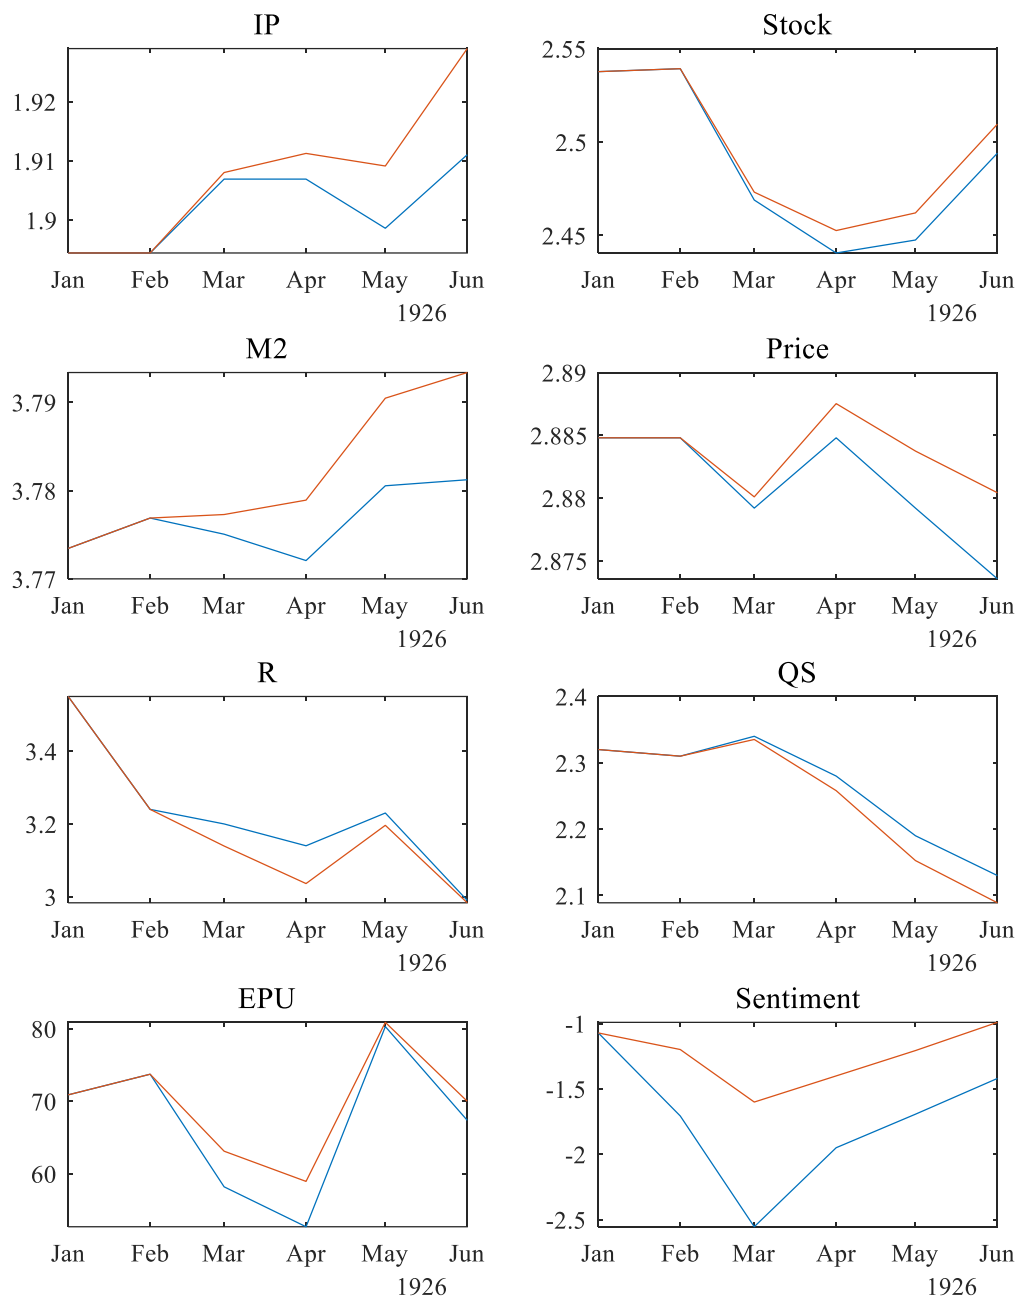 IP
1.92
1.91
1.9
Jan Feb Mar Apr May Jun
1926
Stock
2.55
2.5
2.45
Jan Feb Mar Apr May Jun
1926
M2
3.79
3.78
3.77
Jan Feb Mar Apr May Jun
1926
Price
2.89
2.885
2.88
2.875
Jan Feb Mar Apr May Jun
1926
R
3.4
3.2
3
Jan Feb Mar Apr May Jun
1926
QS
2.4
2.3
2.2
2.1
Jan Feb Mar Apr May Jun
1926
EPU
80
70
60
Jan Feb Mar Apr May Jun
1926
Sentiment
-1
-1.5
-2
-2.5
Jan Feb Mar Apr May Jun
1926